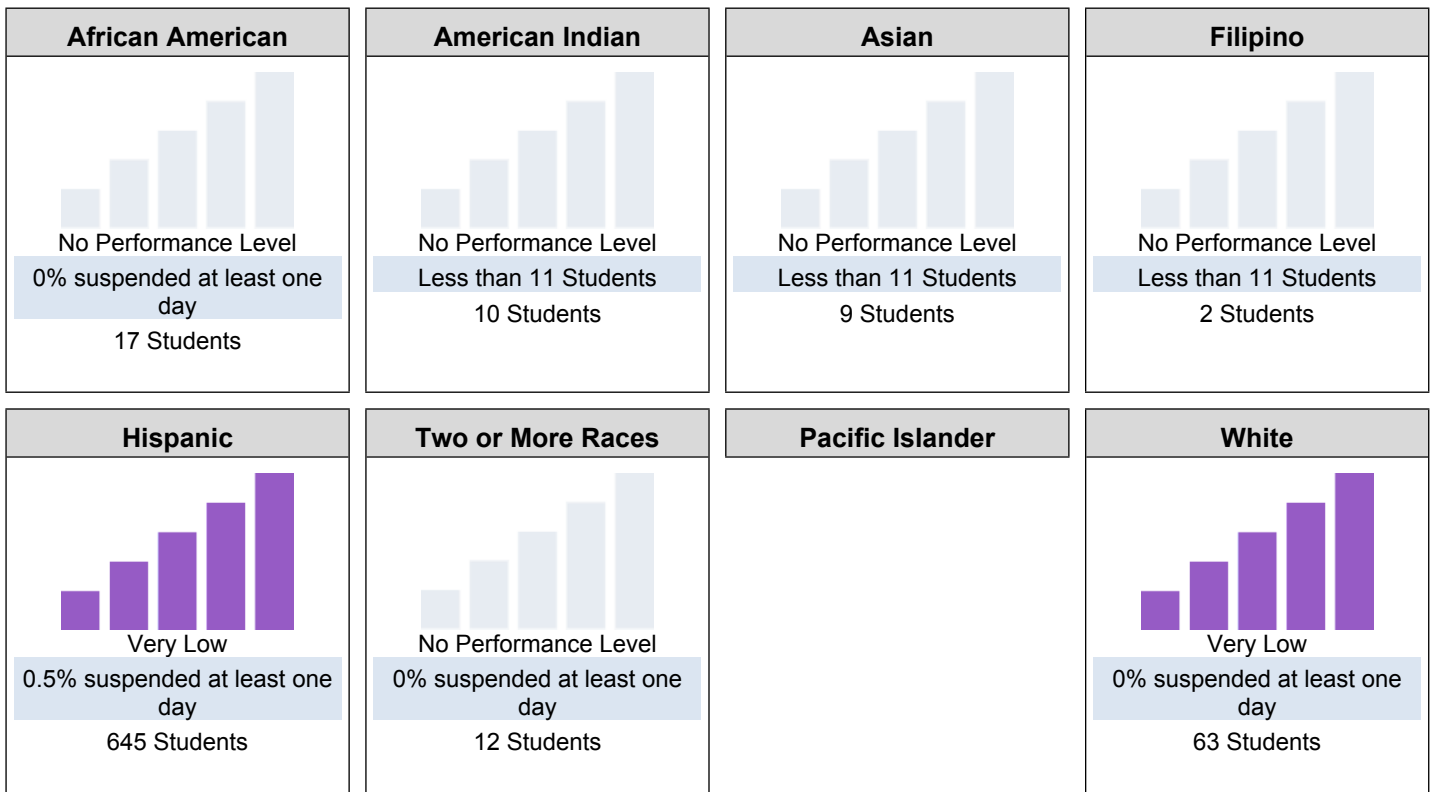 African American
No Performance Level
0% suspended at least one
day
17 Students
American Indian
No Performance Level
Less than 11 Students
10 Students
Asian
No Performance Level
Less than 11 Students
9 Students
Filipino
No Performance Level
Less than 11 Students
2 Students
Hispanic
Very Low
0.5% suspended at least one
day
645 Students
Two or More Races
No Performance Level
0% suspended at least one
day
12 Students
Pacific Islander
White
Very Low
0% suspended at least one
day
63 Students